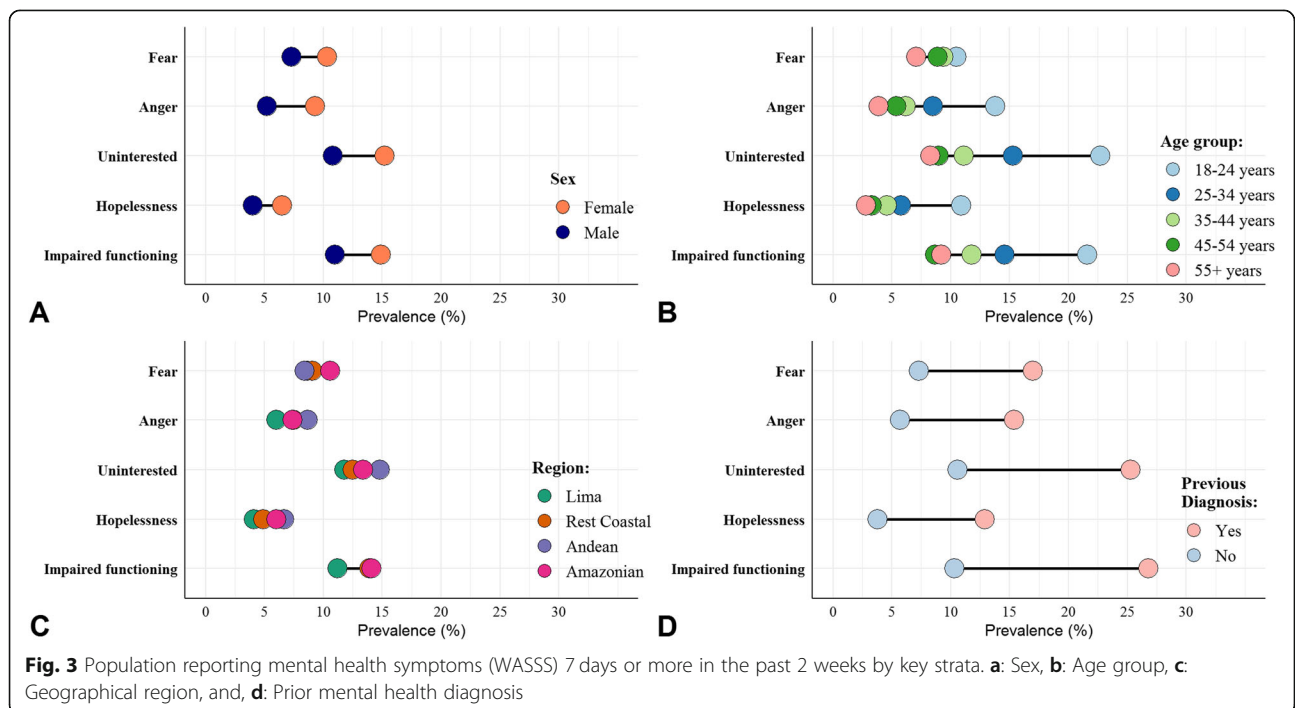 Fear
Anger
Uninterested
Hopelessness
Impaired functioning
Sex
Female
Male
0 5 10 15 20 25 30
Prevalence (%)
A
Fear
Anger
Uninterested
Hopelessness
Impaired functioning
Age group:
18-24 years
25-34 years
35-44 years
45-54 years
55+ years
0 5 10 15 20 25 30
Prevalence (%)
B
Fear
Anger
Uninterested
Hopelessness
Impaired functioning
Region:
Lima
Rest Coastal
Andean
Amazonian
0 5 10 15 20 25 30
Prevalence (%)
C
Fear
Anger
Uninterested
Hopelessness
Impaired functioning
Previous
Diagnosis:
Yes
No
0 5 10 15 20 25 30
Prevalence (%)
D
Fig. 3 Population reporting mental health symptoms (WASSS) 7 days or more in the past 2 weeks by key strata. a: Sex, b: Age group, c:
Geographical region, and, d: Prior mental health diagnosis